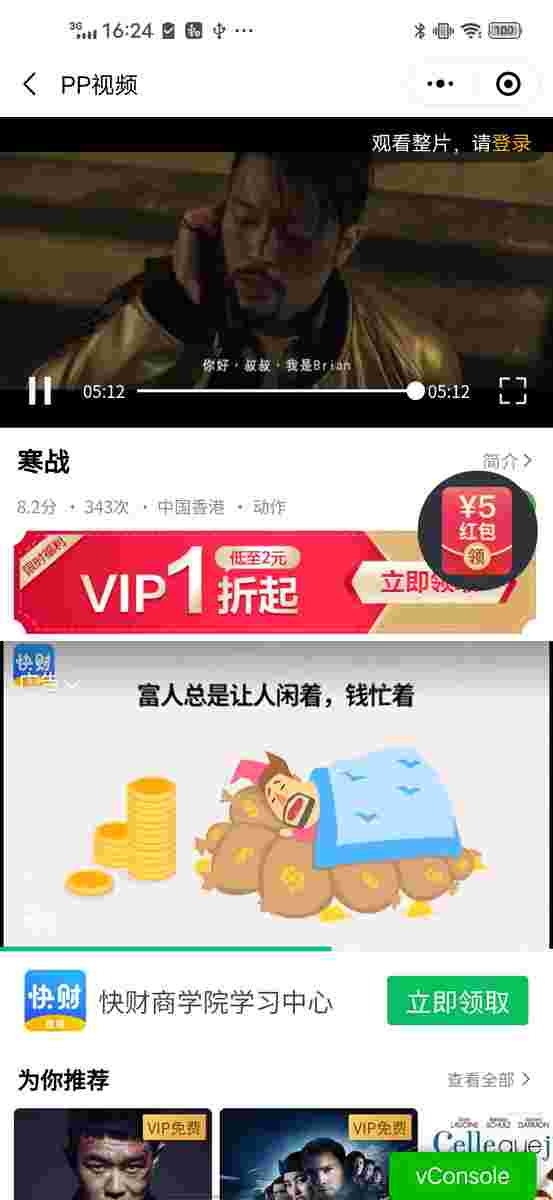 3G 16:24
100
PP视频
观看整片，请登录
你好，叔叔，我是Brian
05:12 05:12
寒战
简介
8.2分 · 343次 · 中国香港 · 动作
¥5
红包
领
限时福利
VIP1折起
低至2元
立即领取
快财
广告
富人总是让人闲着，钱忙着
快财
快财商学院学习中心
立即领取
为你推荐
查看全部
VIP免费
VIP免费
Celle que j
vConsole